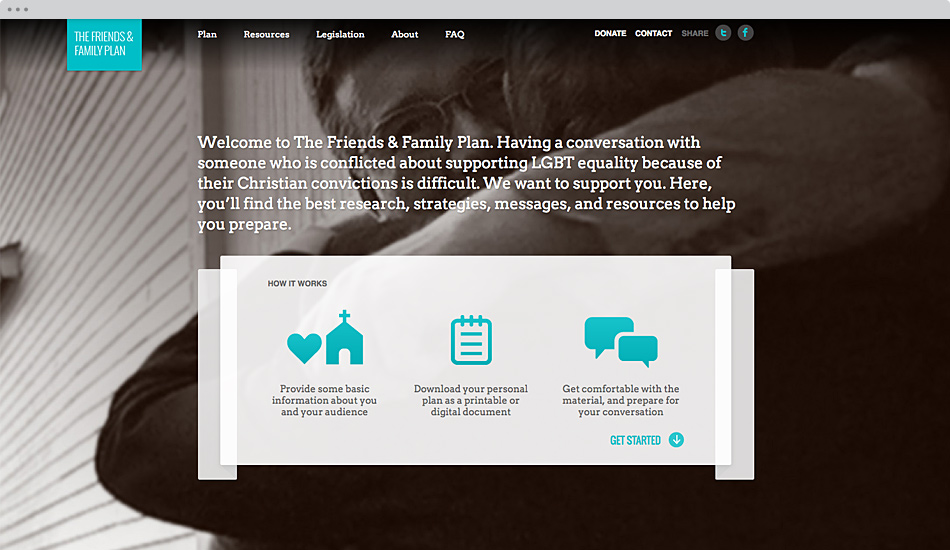 THE FRIENDS &
FAMILY PLAN
Plan Resources Legislation About FAQ
DONATE CONTACT SHARE
Welcome to The Friends & Family Plan. Having a conversation with
someone who is conflicted about supporting LGBT equality because of
their Christian convictions is difficult. We want to support you. Here,
you’ll find the best research, strategies, messages, and resources to help
you prepare.
HOW IT WORKS
Provide some basic
information about you
and your audience
Download your personal
plan as a printable or
digital document
Get comfortable with the
material, and prepare for
your conversation
GET STARTED